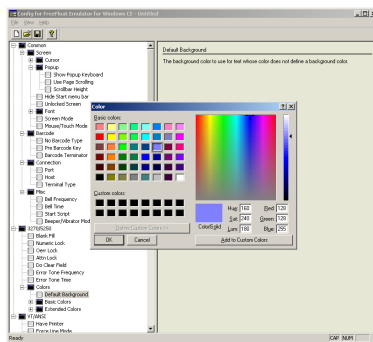 Config for FreeFloat Emulator for Windows CE - Untitled
File View Help
Common
Screen
Cursor
Popup
Show Popup Keyboard
Use Page Scrolling
Scrollbar Height
Hide Start menu bar
Unlocked Screen
Font
Screen Mode
Mouse/Touch Mode
Barcode
No Barcode Type
Pre Barcode Key
Barcode Terminator
Connection
Port
Host
Terminal Type
Misc
Bell Frequency
Bell Time
Start Script
Beeper/Vibrator Mod
3270/5250
Blank Fill
Numeric Lock
Oerr Lock
Attn Lock
Do Clear Field
Error Tone Frequency
Error Tone Time
Colors
Default Background
Basic Colors
Extended Colors
VT/ANSI
Have Printer
Force Line Mode
Default Background
The background color to use for text whose color does not define a background color.
Color
Basic colors:
Custom colors:
Define Custom Colors >>
OK Cancel
Color|Solid
Hue: 160 Red: 128
Sat: 240 Green: 128
Lum: 180 Blue: 255
Add to Custom Colors
Ready CAP NUM